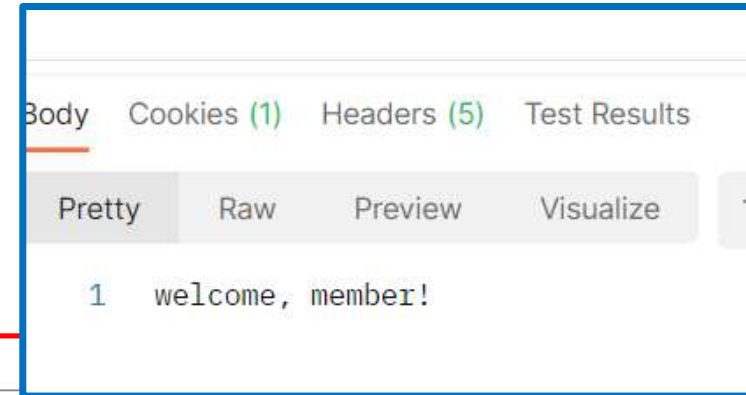 Body Cookies (1) Headers (5) Test Results
Pretty Raw Preview Visualize
1 welcome, member!